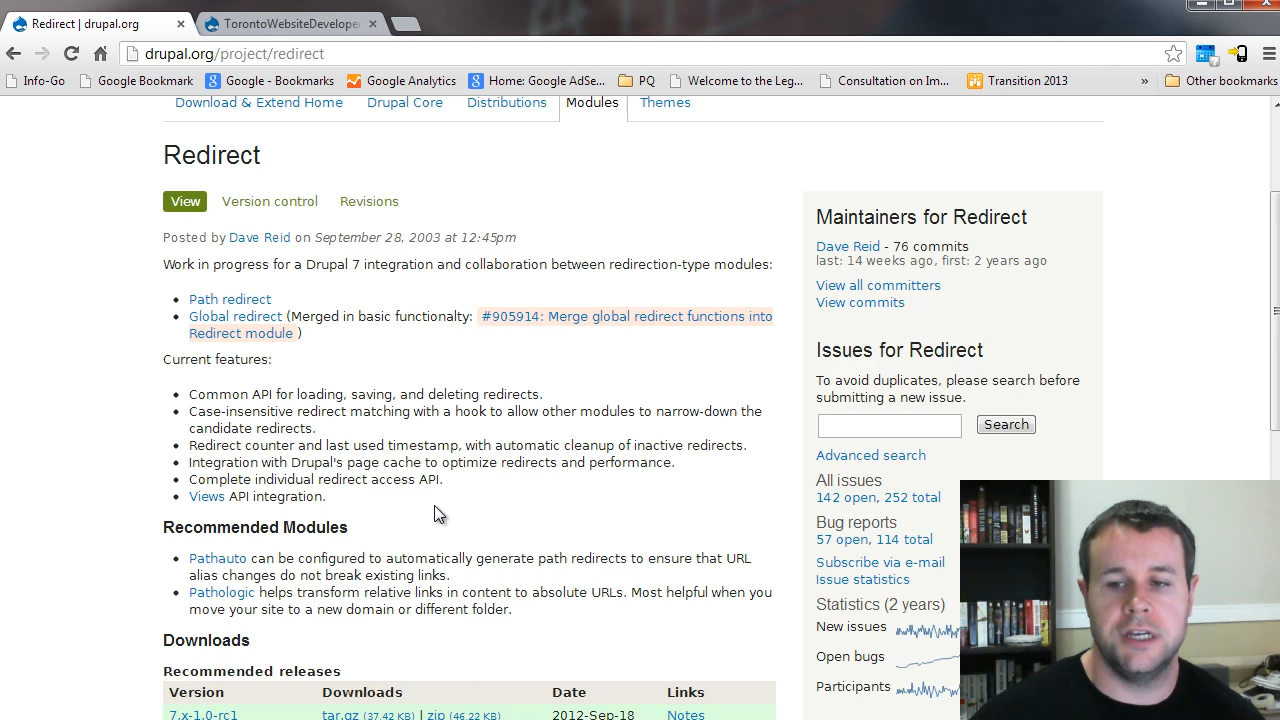 Redirect | drupal.org
TorontoWebsiteDeveloper
drupal.org/project/redirect
Info-Go
Google Bookmark
Google - Bookmarks
Google Analytics
Home: Google AdSe...
PQ
Welcome to the Leg...
Consultation on Im...
Transition 2013
»
Other bookmarks
Download & Extend Home
Drupal Core
Distributions
Modules
Themes
Redirect
View
Version control
Revisions
Posted by Dave Reid on September 28, 2003 at 12:45pm
Work in progress for a Drupal 7 integration and collaboration between redirection-type modules:
• Path redirect
• Global redirect (Merged in basic functionalty: #905914: Merge global redirect functions into
Redirect module )
Current features:
• Common API for loading, saving, and deleting redirects.
• Case-insensitive redirect matching with a hook to allow other modules to narrow-down the
candidate redirects.
• Redirect counter and last used timestamp, with automatic cleanup of inactive redirects.
• Integration with Drupal's page cache to optimize redirects and performance.
• Complete individual redirect access API.
• Views API integration.
Recommended Modules
• Pathauto can be configured to automatically generate path redirects to ensure that URL
alias changes do not break existing links.
• Pathologic helps transform relative links in content to absolute URLs. Most helpful when you
move your site to a new domain or different folder.
Downloads
Recommended releases
Version Downloads Date Links
7.x-1.0-rc1 tar.gz (37.42 KB) | zip (46.22 KB) 2012-Sep-18 Notes
Maintainers for Redirect
Dave Reid - 76 commits
last: 14 weeks ago, first: 2 years ago
View all committers
View commits
Issues for Redirect
To avoid duplicates, please search before
submitting a new issue.
Search
Advanced search
All issues
142 open, 252 total
Bug reports
57 open, 114 total
Subscribe via e-mail
Issue statistics
Statistics (2 years)
New issues
Open bugs
Participants